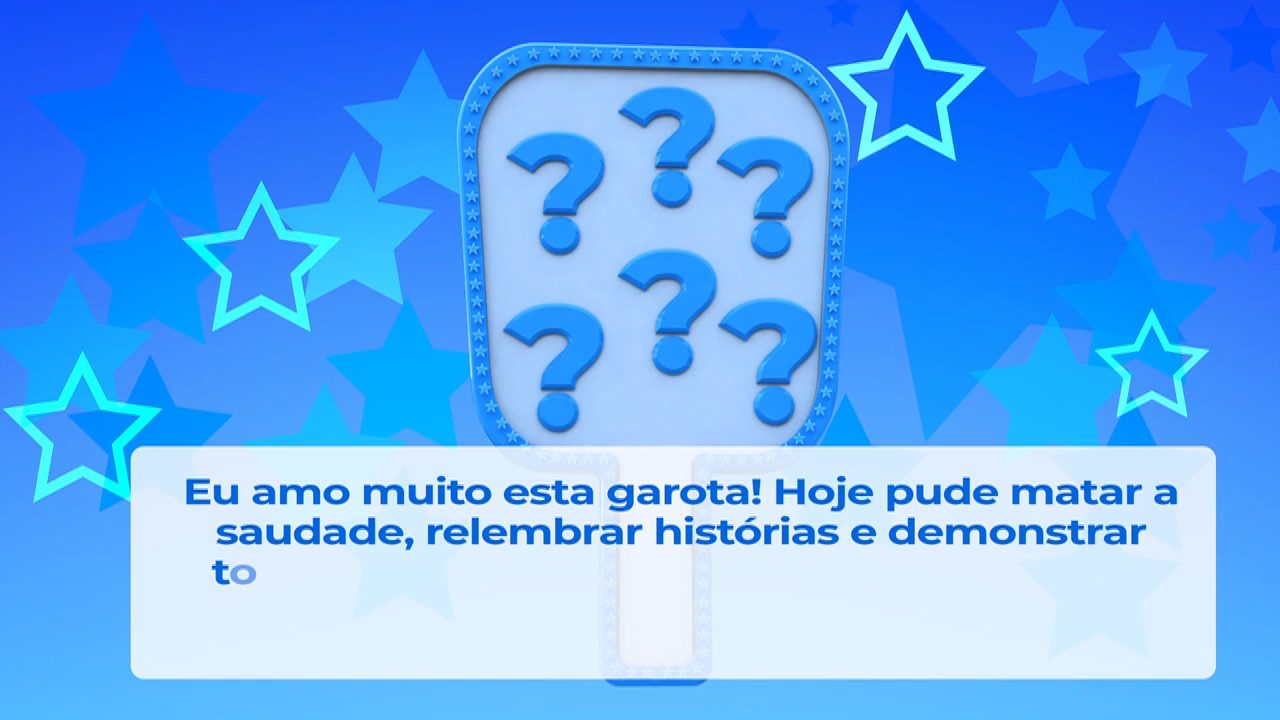 Eu amo muito esta garota! Hoje pude matar a
saudade, relembrar histórias e demonstrar
to